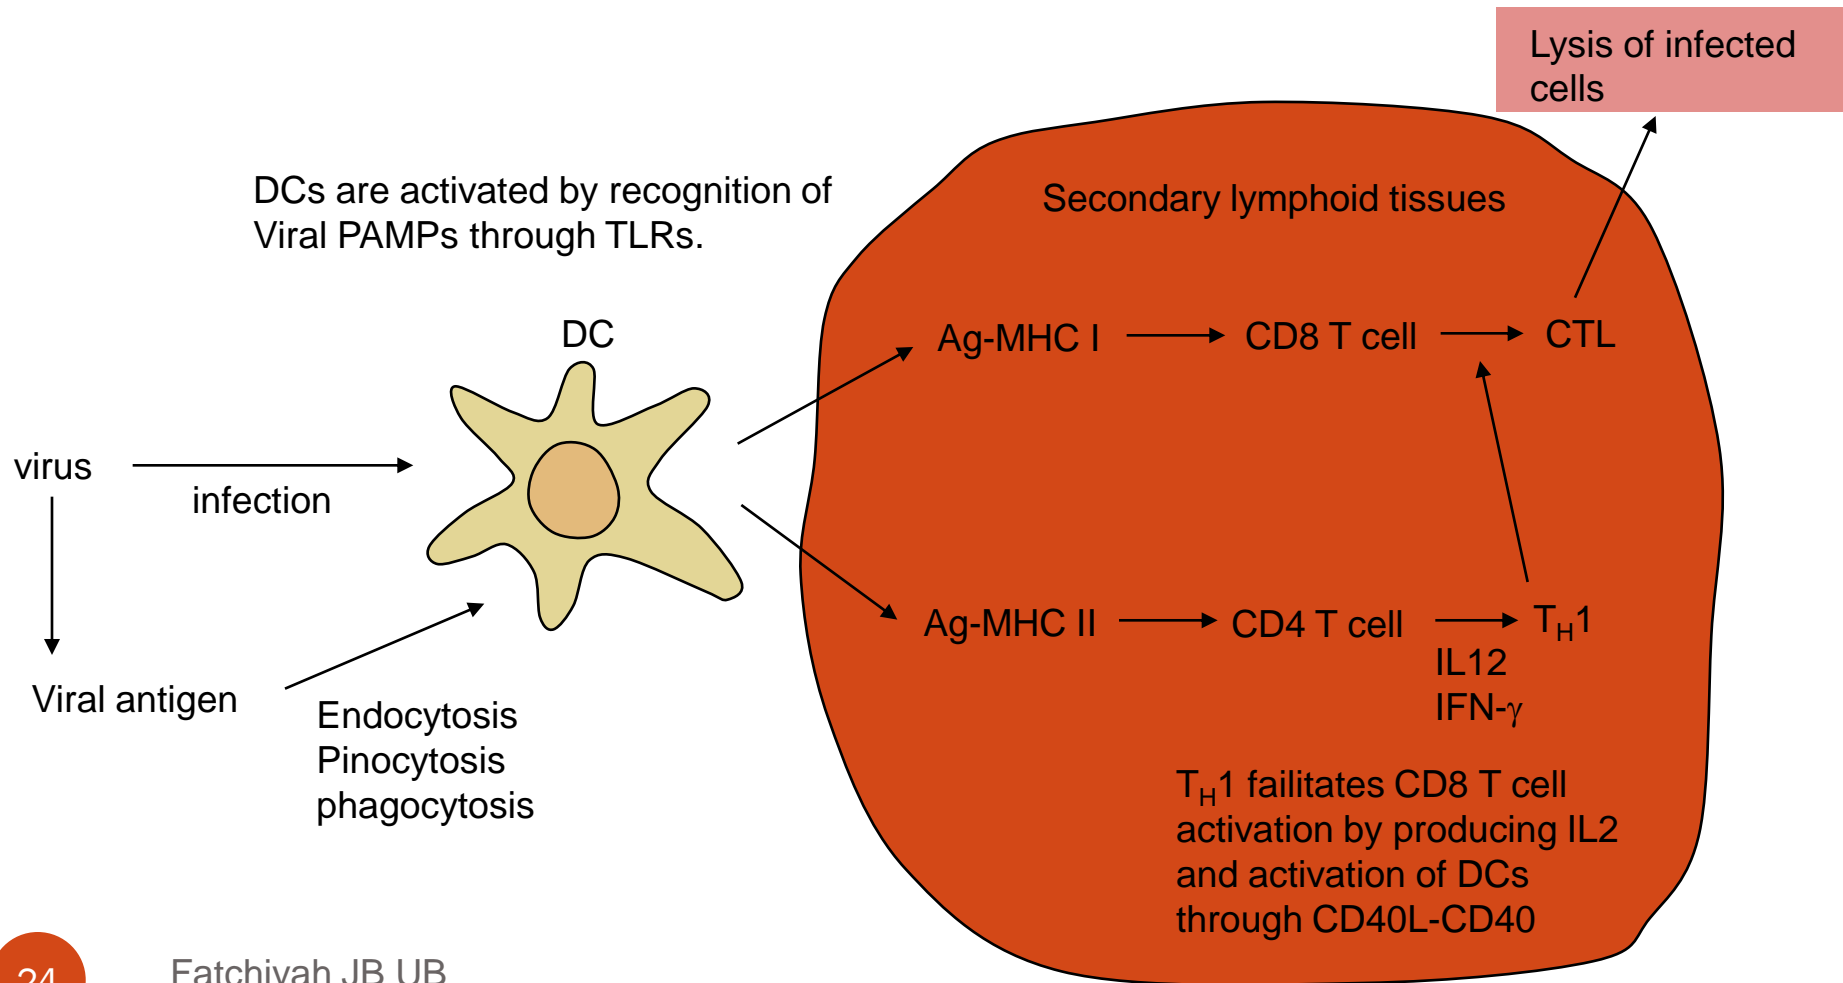 Lysis of infected
cells
DCs are activated by recognition of
Viral PAMPs through TLRs.
Secondary lymphoid tissues
DC
Ag-MHC I
CD8 T cell
CTL
virus
infection
Ag-MHC II
CD4 T cell
TH1
IL12
IFN-γ
Viral antigen
Endocytosis
Pinocytosis
phagocytosis
TH1 failitates CD8 T cell
activation by producing IL2
and activation of DCs
through CD40L-CD40
24
Fatchiyah JB UB